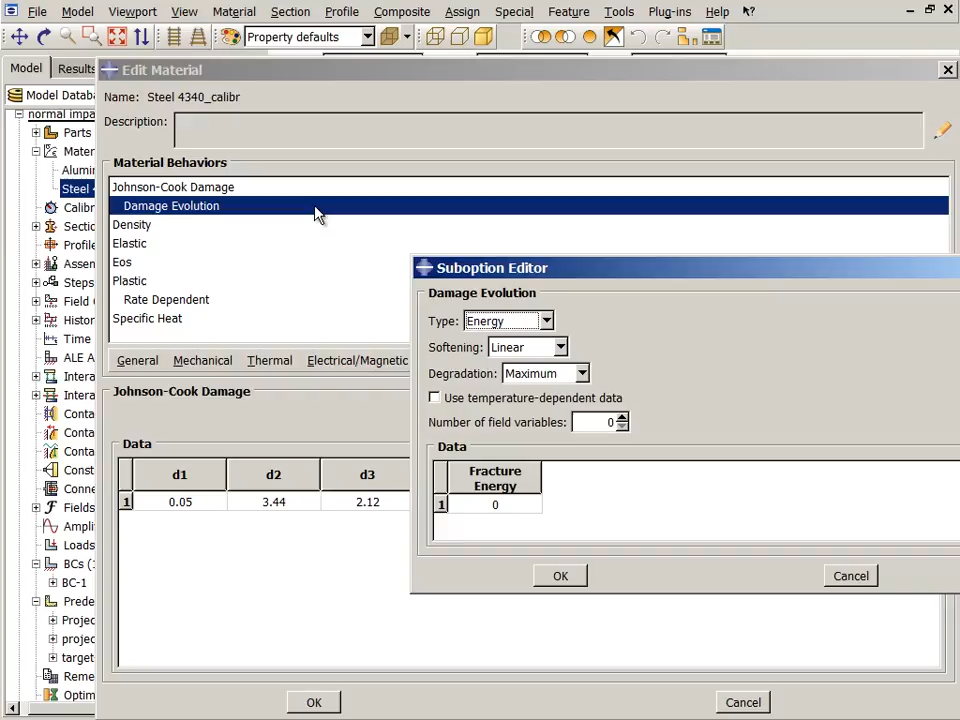 File Model Viewport View Material Section Profile Composite Assign Special Feature Tools Plug-ins Help
Property defaults
Model Results
Edit Material
Model Databa
Name: Steel 4340_calibr
Description:
normal impa
Parts
Mater
Alumi
Steel
Calibr
Sectio
Profile
Assen
Steps
Field
Histor
Time
ALE A
Intera
Intera
Conta
Conta
Conta
Const
Conne
Fields
Ampli
Loads
BCs (1
BC-1
Prede
Projec
projec
target
Reme
Optim
Material Behaviors
Johnson-Cook Damage
Damage Evolution
Density
Elastic
Eos
Plastic
Rate Dependent
Specific Heat
General Mechanical Thermal Electrical/Magnetic
Johnson-Cook Damage
Data
d1 d2 d3
1 0.05 3.44 2.12
OK Cancel
Suboption Editor
Damage Evolution
Type: Energy
Softening: Linear
Degradation: Maximum
Use temperature-dependent data
Number of field variables: 0
Data
Fracture
Energy
1 0
OK Cancel